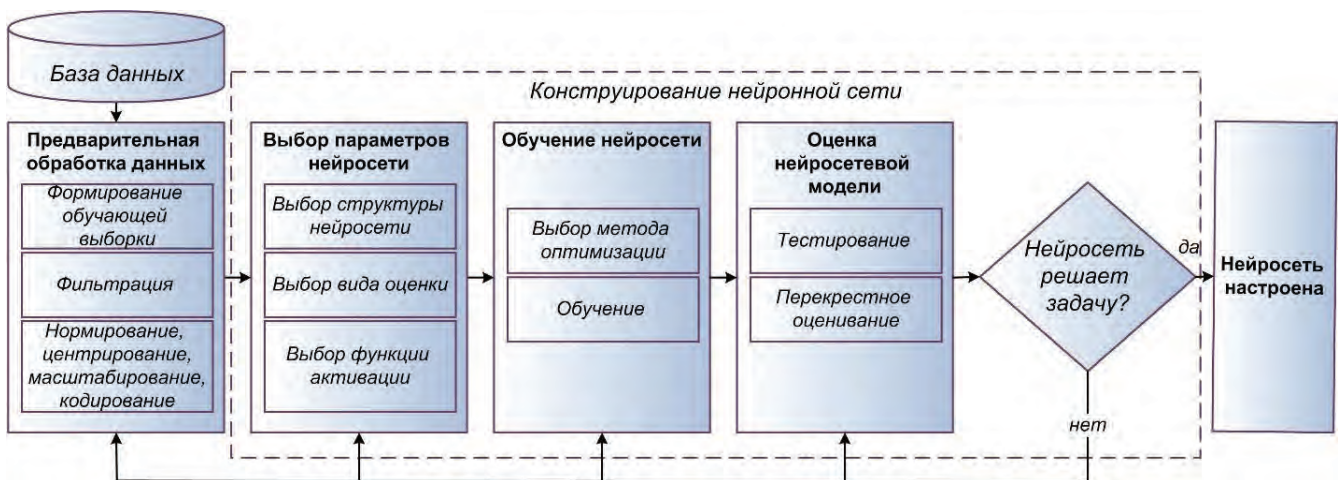 База данных
Конструирование нейронной сети
Предварительная
обработка данных
Формирование
обучающей
выборки
Фильтрация
Нормирование,
центрирование,
масштабирование,
кодирование
Выбор параметров
нейросети
Выбор структуры
нейросети
Выбор вида оценки
Выбор функции
активации
Обучение нейросети
Выбор метода
оптимизации
Обучение
Оценка
нейросетевой
модели
Тестирование
Перекрестное
оценивание
Нейросеть
решает
задачу?
да
нет
Нейросеть
настроена